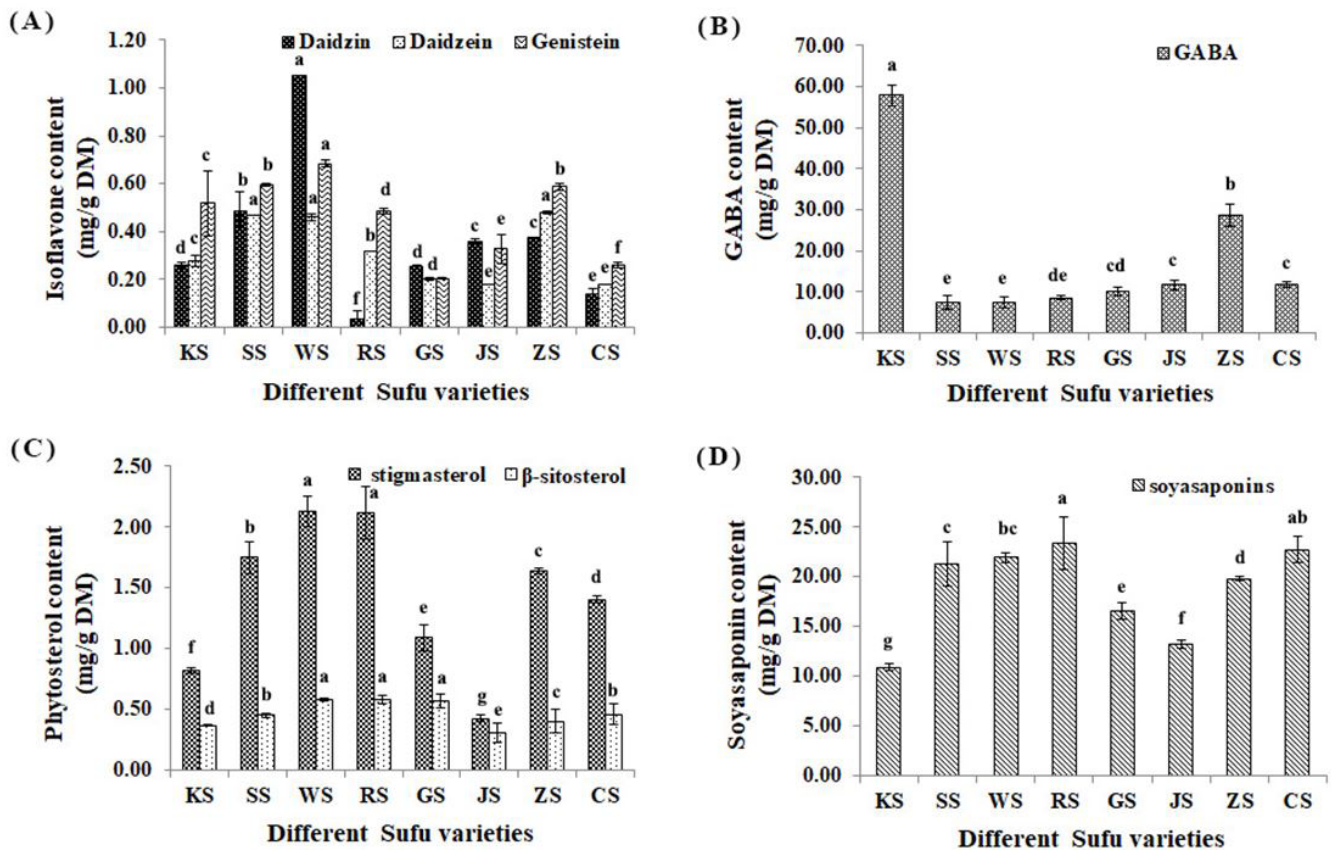 (A)
Daidzin Daidzein Genistein
Isoflavone content
(mg/g DM)
1.20
1.00
0.80
0.60
0.40
0.20
0.00
d c c
b a b
a a a
f b d
d d
c e e
c a b
e e f
KS SS WS RS GS JS ZS CS
Different Sufu varieties
(B)
GABA
GABA content
(mg/g DM)
70.00
60.00
50.00
40.00
30.00
20.00
10.00
0.00
a e e de cd c b c
KS SS WS RS GS JS ZS CS
Different Sufu varieties
(C)
stigmasterol β-sitosterol
Phytosterol content
(mg/g DM)
2.50
2.00
1.50
1.00
0.50
0.00
f d
b b
a a
a a
e a
g e
c c
d b
KS SS WS RS GS JS ZS CS
Different Sufu varieties
(D)
soyasaponins
Soyasaponin content
(mg/g DM)
30.00
25.00
20.00
15.00
10.00
5.00
0.00
g c bc a e f d ab
KS SS WS RS GS JS ZS CS
Different Sufu varieties